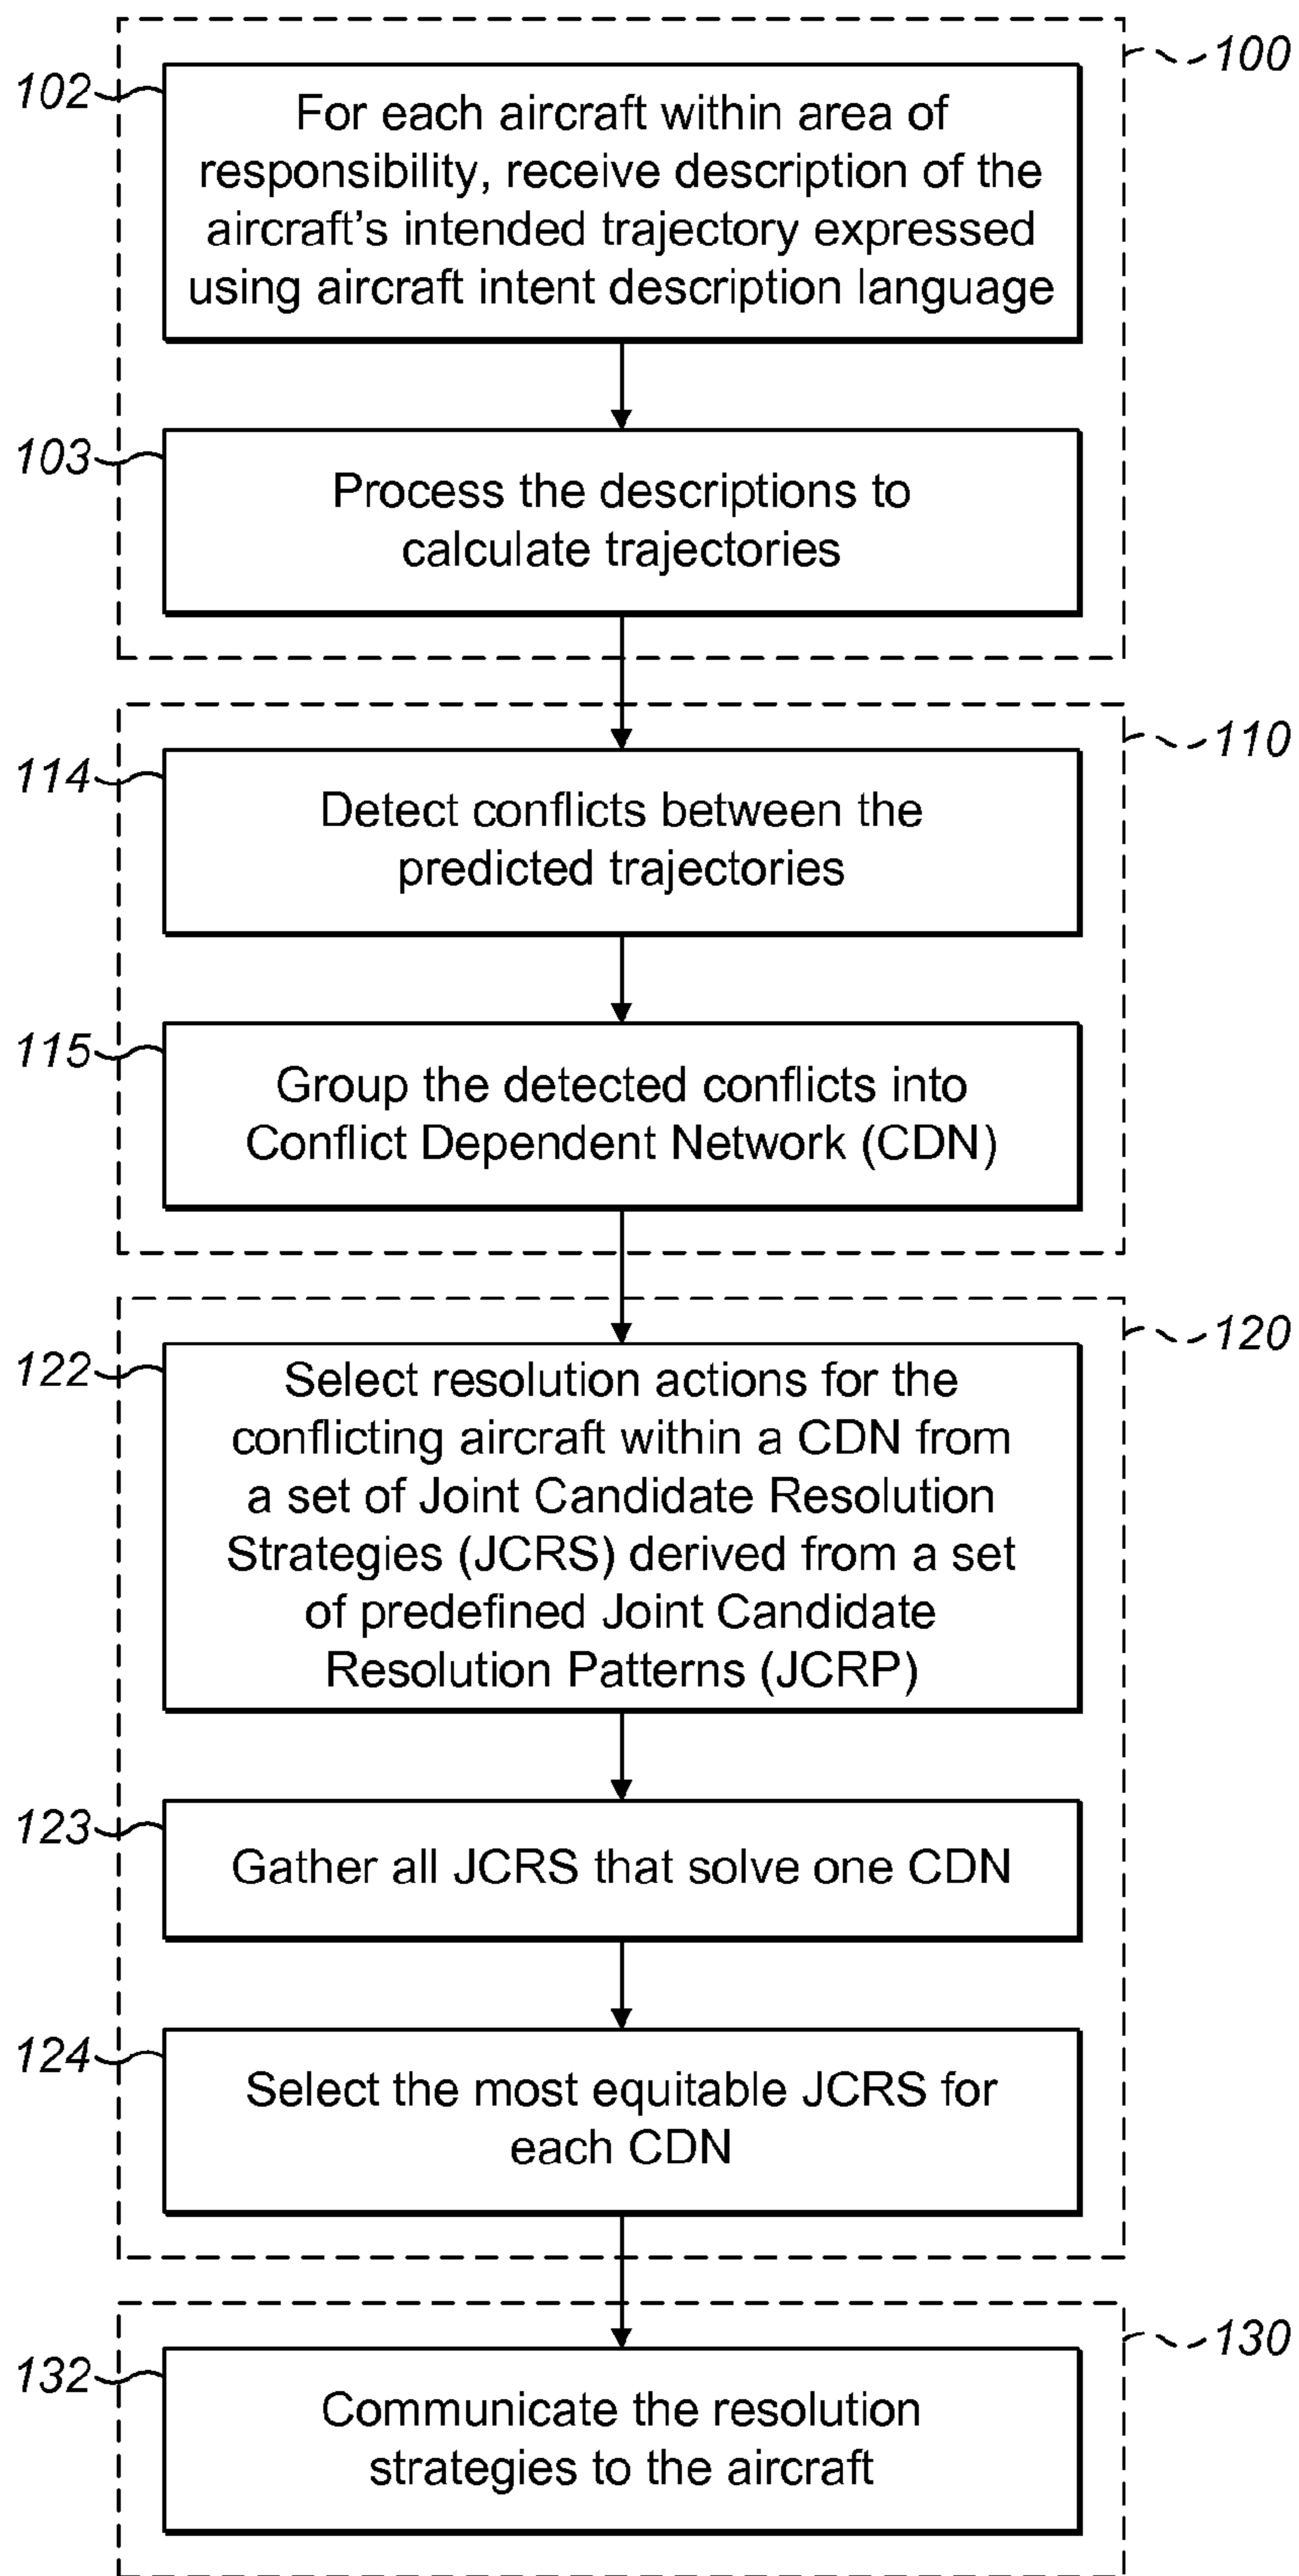 100
102
For each aircraft within area of
responsibility, receive description of the
aircraft's intended trajectory expressed
using aircraft intent description language
103
Process the descriptions to
calculate trajectories
110
114
Detect conflicts between the
predicted trajectories
115
Group the detected conflicts into
Conflict Dependent Network (CDN)
120
122
Select resolution actions for the
conflicting aircraft within a CDN from
a set of Joint Candidate Resolution
Strategies (JCRS) derived from a set
of predefined Joint Candidate
Resolution Patterns (JCRP)
123
Gather all JCRS that solve one CDN
124
Select the most equitable JCRS for
each CDN
130
132
Communicate the resolution
strategies to the aircraft